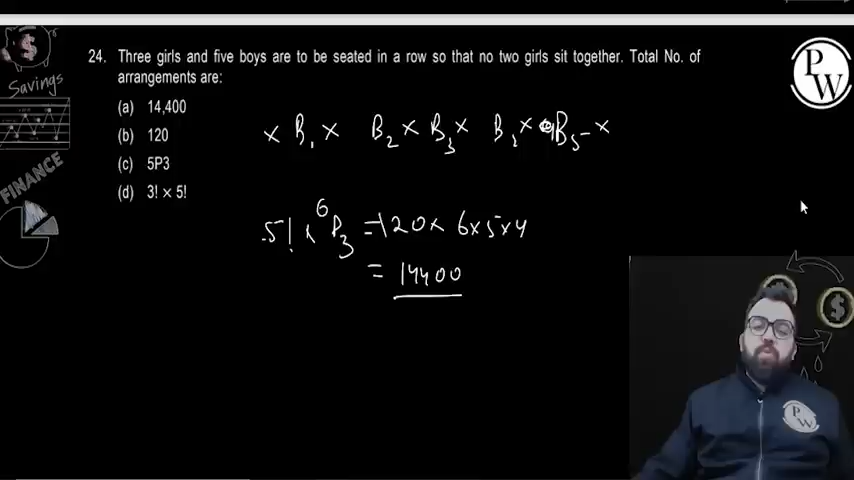 24. Three girls and five boys are to be seated in a row so that no two girls sit together. Total No. of
arrangements are:
(a) 14,400
(b) 120
(c) 5P3
(d) 3! × 5!
× B₁ × B₂ × B₃ × B₂ × B₅ - ×
5! × ⁶P₃ = 120 × 6×5×4
= 14400
Savings
FINANCE
P
W
PW